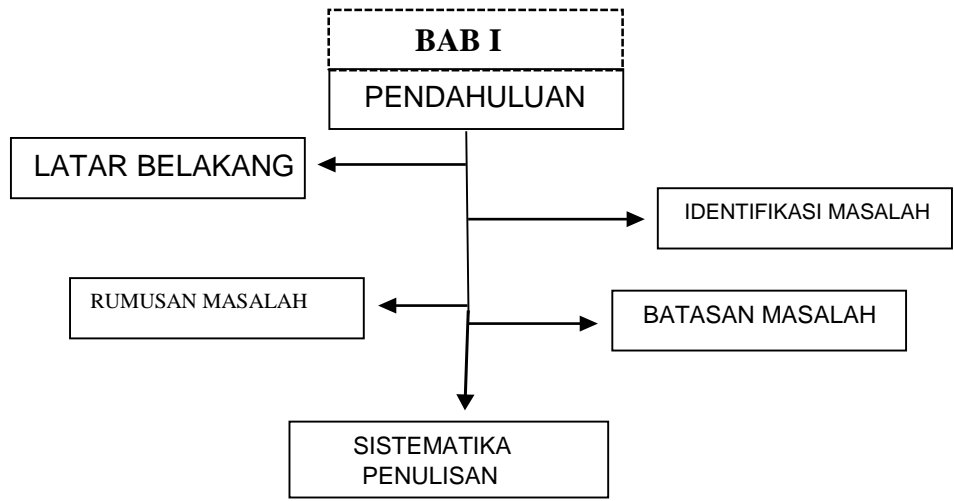 BAB I
PENDAHULUAN
LATAR BELAKANG
IDENTIFIKASI MASALAH
RUMUSAN MASALAH
BATASAN MASALAH
SISTEMATIKA
PENULISAN